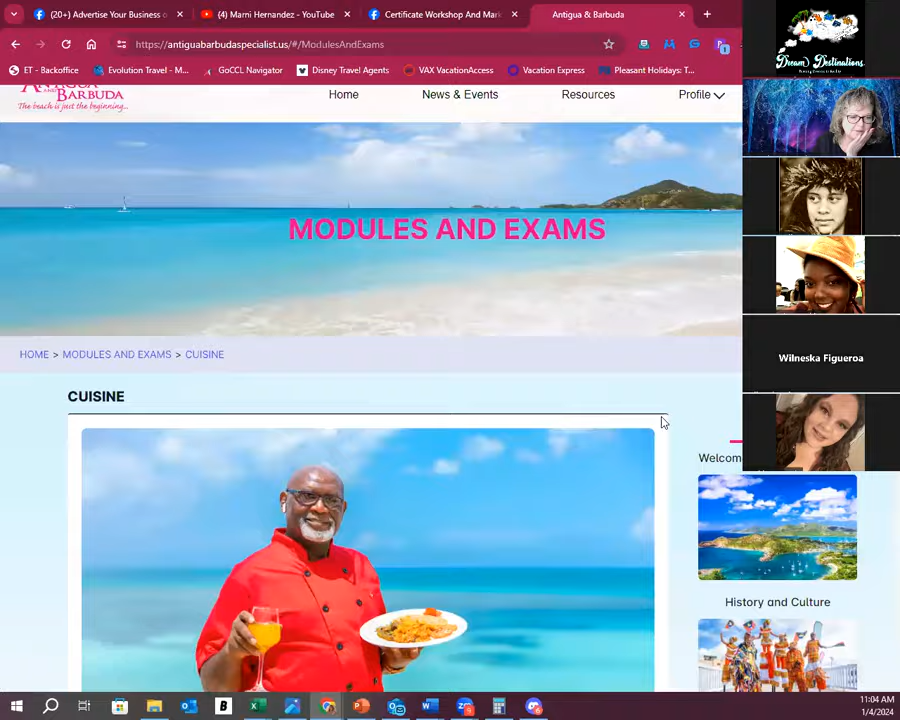 (20+) Advertise Your Business o
(4) Marni Hernandez - YouTube
Certificate Workshop And Mar
Antigua & Barbuda
https://antiguabarbudaspecialist.us/#/ModulesAndExams
ET - Backoffice
Evolution Travel - M...
GoCCL Navigator
Disney Travel Agents
VAX VacationAccess
Vacation Express
Pleasant Holidays: T...
ANTIGUA
AND BARBUDA
The beach is just the beginning...
Home
News & Events
Resources
Profile
MODULES AND EXAMS
HOME > MODULES AND EXAMS > CUISINE
CUISINE
Welcom
History and Culture
Dream Destinations
Wilneska Figueroa
11:04 AM
1/4/2024